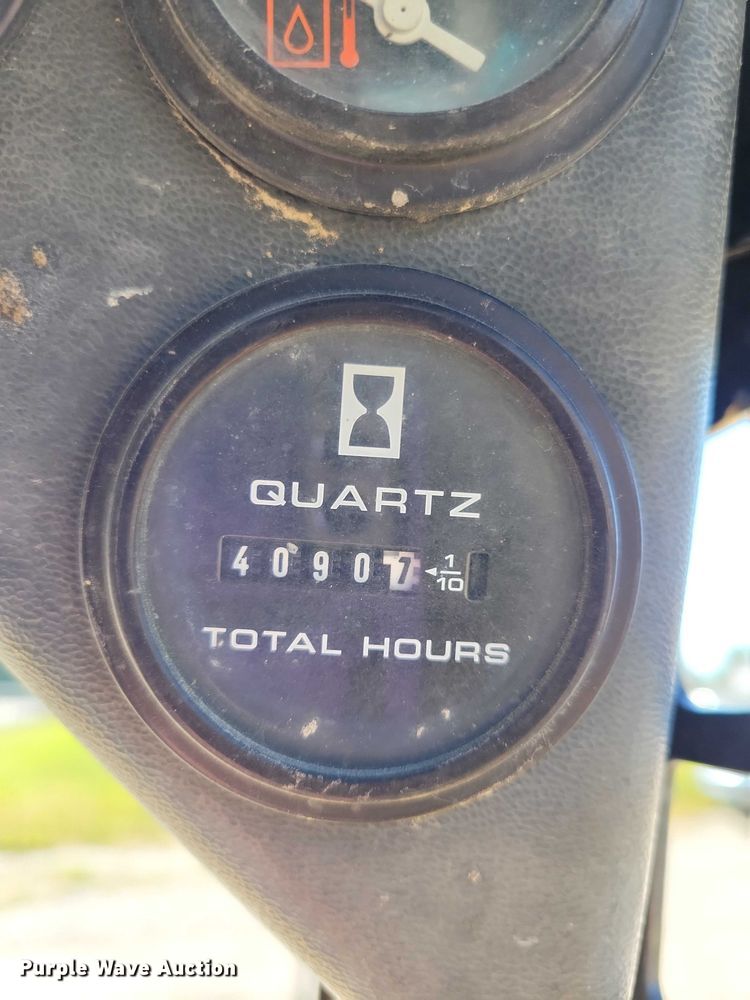 QUARTZ
40907 ◄1/10
TOTAL HOURS
Purple Wave Auction